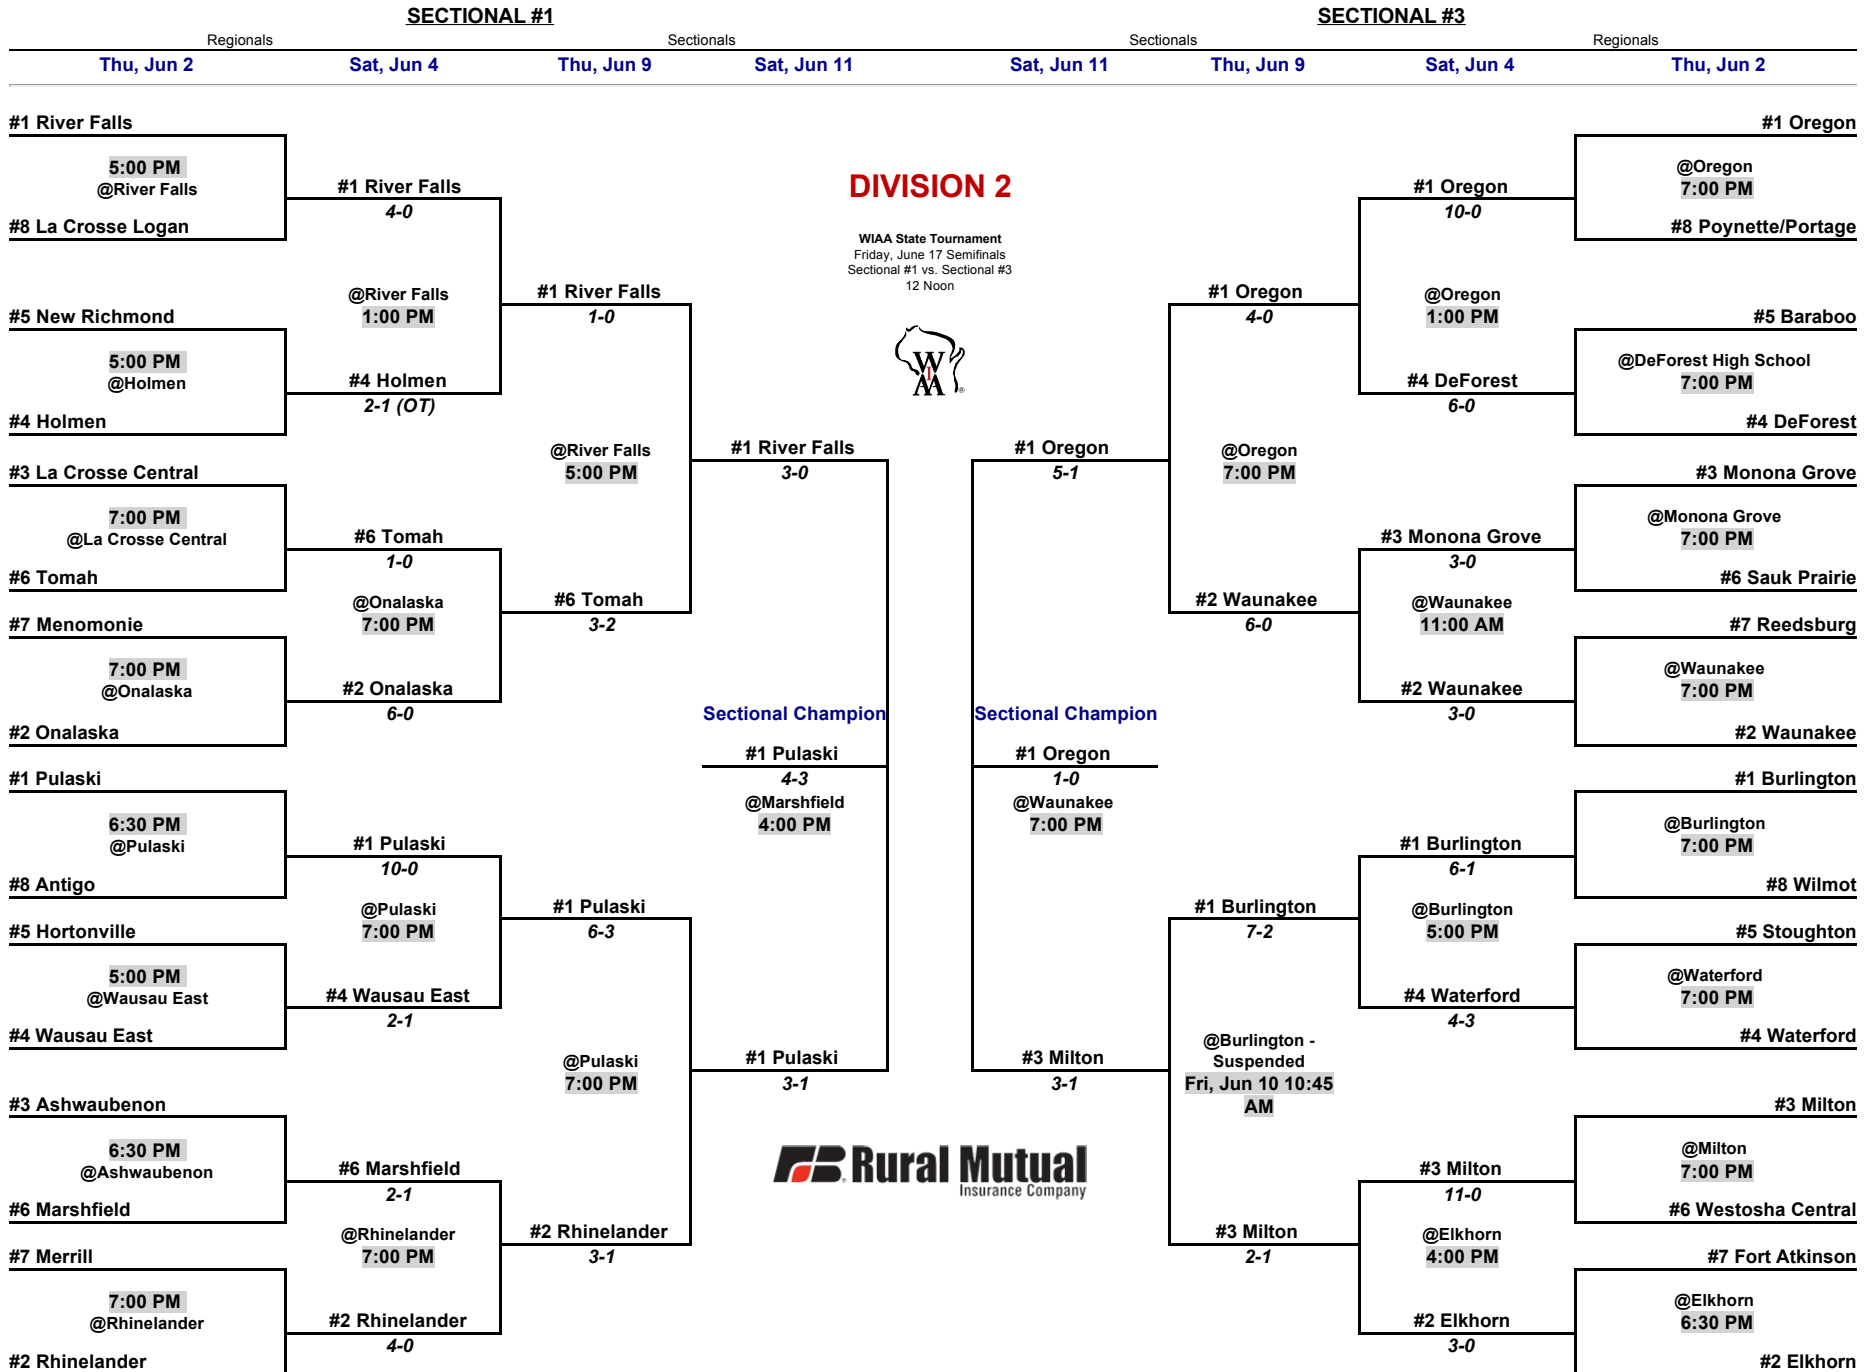 SECTIONAL #1
SECTIONAL #3
Regionals
Sectionals
Sectionals
Regionals
Thu, Jun 2
Sat, Jun 4
Thu, Jun 9
Sat, Jun 11
Sat, Jun 11
Thu, Jun 9
Sat, Jun 4
Thu, Jun 2
#1 River Falls
5:00 PM
@River Falls
#8 La Crosse Logan
#5 New Richmond
5:00 PM
@Holmen
#4 Holmen
#3 La Crosse Central
7:00 PM
@La Crosse Central
#6 Tomah
#7 Menomonie
7:00 PM
@Onalaska
#2 Onalaska
#1 Pulaski
6:30 PM
@Pulaski
#8 Antigo
#5 Hortonville
5:00 PM
@Wausau East
#4 Wausau East
#3 Ashwaubenon
6:30 PM
@Ashwaubenon
#6 Marshfield
#7 Merrill
7:00 PM
@Rhinelander
#2 Rhinelander
#1 River Falls
4-0
@River Falls
1:00 PM
#4 Holmen
2-1 (OT)
#6 Tomah
1-0
@Onalaska
7:00 PM
#2 Onalaska
6-0
#1 Pulaski
10-0
@Pulaski
7:00 PM
#4 Wausau East
2-1
#6 Marshfield
2-1
@Rhinelander
7:00 PM
#2 Rhinelander
4-0
#1 River Falls
1-0
@River Falls
5:00 PM
#6 Tomah
3-2
#1 Pulaski
6-3
@Pulaski
7:00 PM
#2 Rhinelander
3-1
#1 River Falls
3-0
Sectional Champion
#1 Pulaski
4-3
@Marshfield
4:00 PM
#1 Pulaski
3-1
DIVISION 2
WIAA State Tournament
Friday, June 17 Semifinals
Sectional #1 vs. Sectional #3
12 Noon
W
I
AA
®
Rural Mutual
Insurance Company
#1 Oregon
5-1
Sectional Champion
#1 Oregon
1-0
@Waunakee
7:00 PM
#3 Milton
3-1
#1 Oregon
4-0
@Oregon
7:00 PM
#2 Waunakee
6-0
#1 Burlington
7-2
@Burlington -
Suspended
Fri, Jun 10 10:45
AM
#3 Milton
2-1
#1 Oregon
10-0
@Oregon
1:00 PM
#4 DeForest
6-0
#3 Monona Grove
3-0
@Waunakee
11:00 AM
#2 Waunakee
3-0
#1 Burlington
6-1
@Burlington
5:00 PM
#4 Waterford
4-3
#3 Milton
11-0
@Elkhorn
4:00 PM
#2 Elkhorn
3-0
#1 Oregon
@Oregon
7:00 PM
#8 Poynette/Portage
#5 Baraboo
@DeForest High School
7:00 PM
#4 DeForest
#3 Monona Grove
@Monona Grove
7:00 PM
#6 Sauk Prairie
#7 Reedsburg
@Waunakee
7:00 PM
#2 Waunakee
#1 Burlington
@Burlington
7:00 PM
#8 Wilmot
#5 Stoughton
@Waterford
7:00 PM
#4 Waterford
#3 Milton
@Milton
7:00 PM
#6 Westosha Central
#7 Fort Atkinson
@Elkhorn
6:30 PM
#2 Elkhorn